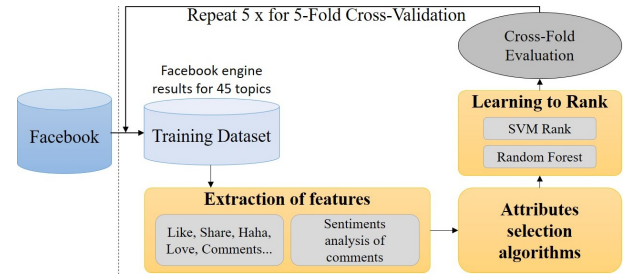 Repeat 5 x for 5-Fold Cross-Validation
Cross-Fold
Evaluation
Facebook engine
results for 45 topics
Facebook
Training Dataset
Learning to Rank
SVM Rank
Random Forest
Extraction of features
Like, Share, Haha,
Love, Comments...
Sentiments
analysis of
comments
Attributes
selection
algorithms